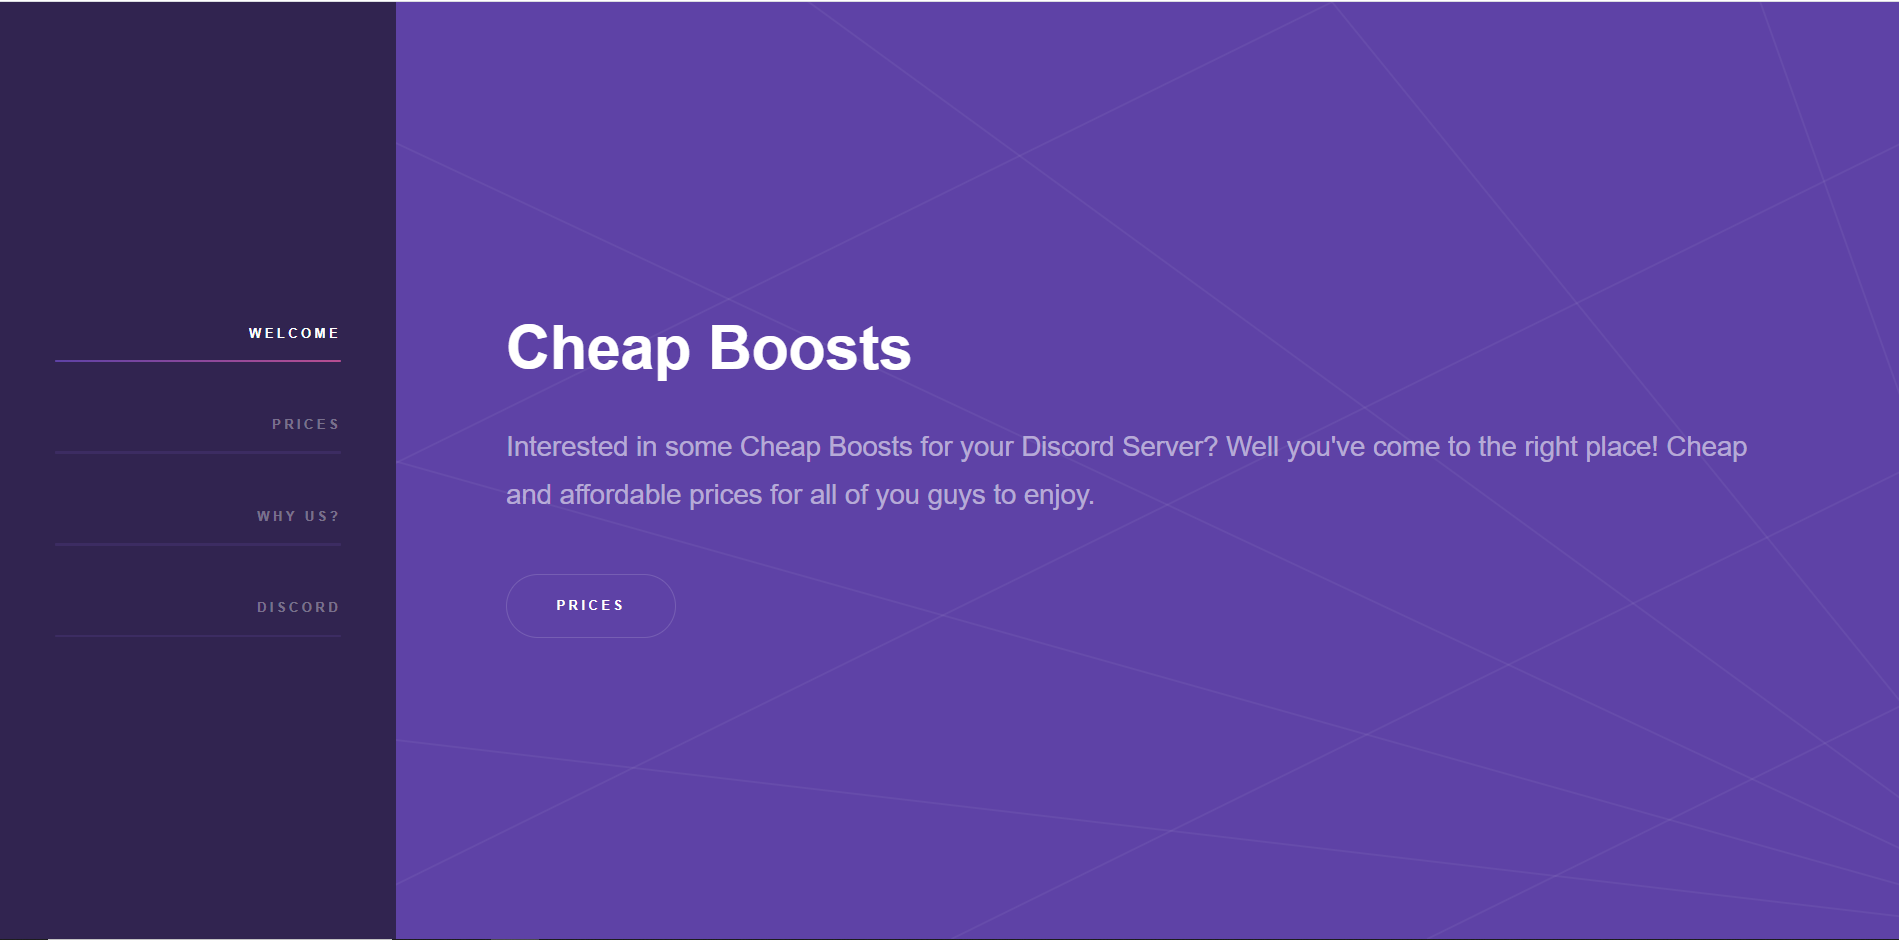 WELCOME
PRICES
WHY US?
DISCORD
Cheap Boosts
Interested in some Cheap Boosts for your Discord Server? Well you've come to the right place! Cheap
and affordable prices for all of you guys to enjoy.
PRICES